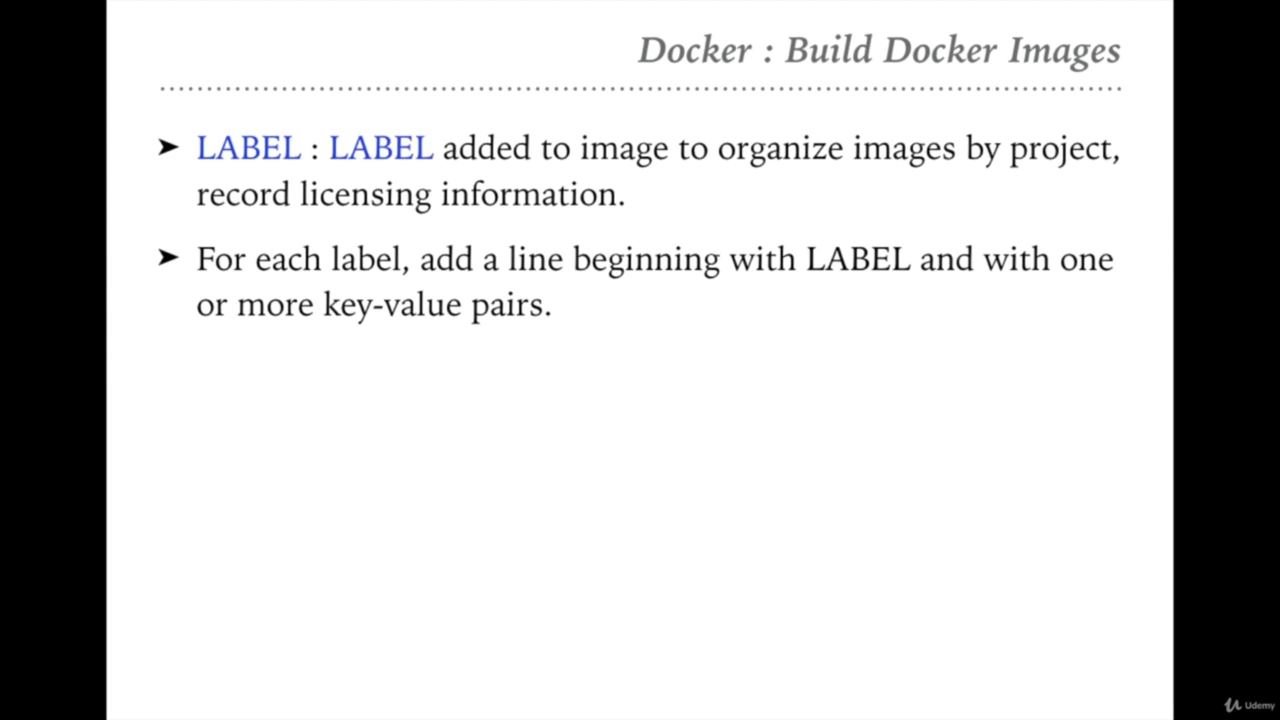 Docker : Build Docker Images
➤ LABEL : LABEL added to image to organize images by project,
record licensing information.
➤ For each label, add a line beginning with LABEL and with one
or more key-value pairs.
Udemy